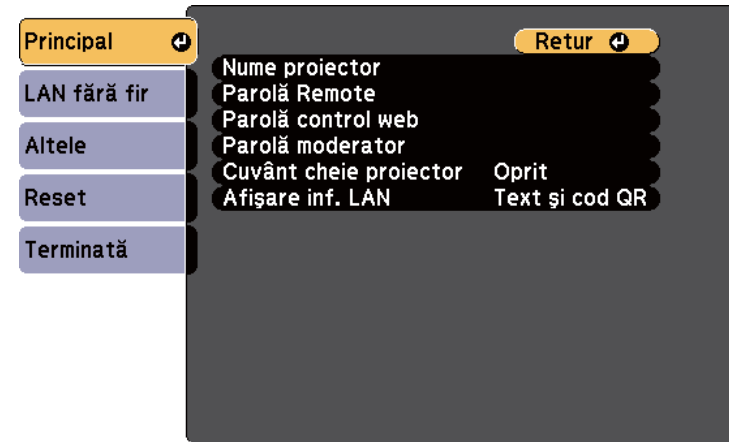 Principal
LAN fără fir
Altele
Reset
Terminată
Retur
Nume proiector
Parolă Remote
Parolă control web
Parolă moderator
Cuvânt cheie proiector Oprit
Afişare inf. LAN Text şi cod QR